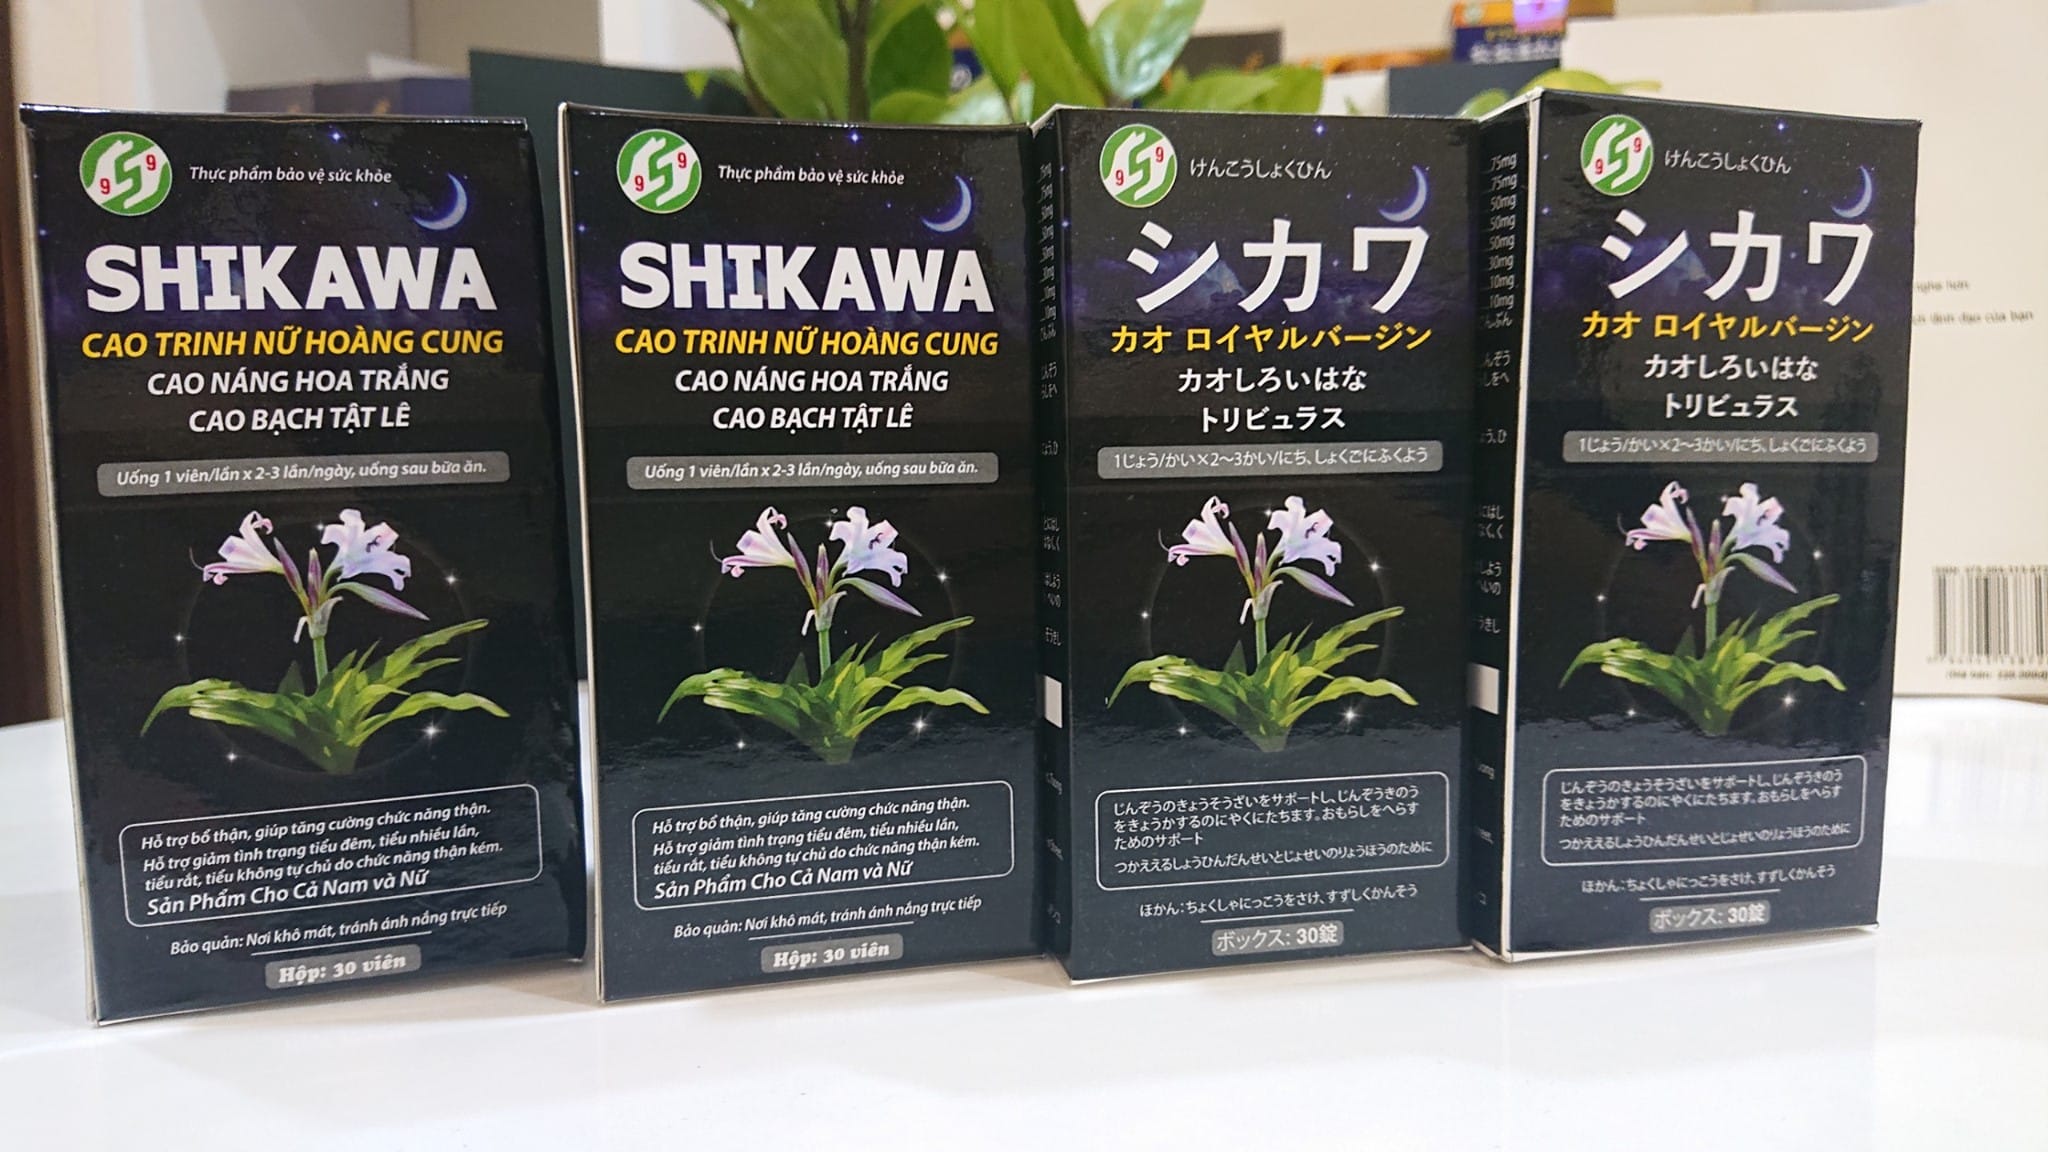 9 9
Thực phẩm bảo vệ sức khỏe
SHIKAWA
CAO TRINH NỮ HOÀNG CUNG
CAO NÁNG HOA TRẮNG
CAO BẠCH TẬT LÊ
Uống 1 viên/lần x 2-3 lần/ngày, uống sau bữa ăn.
Hỗ trợ bổ thận, giúp tăng cường chức năng thận.
Hỗ trợ giảm tình trạng tiểu đêm, tiểu nhiều lần,
tiểu rắt, tiểu không tự chủ do chức năng thận kém.
Sản Phẩm Cho Cả Nam và Nữ
Bảo quản: Nơi khô mát, tránh ánh nắng trực tiếp
Hộp: 30 viên
9 9
Thực phẩm bảo vệ sức khỏe
SHIKAWA
CAO TRINH NỮ HOÀNG CUNG
CAO NÁNG HOA TRẮNG
CAO BẠCH TẬT LÊ
Uống 1 viên/lần x 2-3 lần/ngày, uống sau bữa ăn.
Hỗ trợ bổ thận, giúp tăng cường chức năng thận.
Hỗ trợ giảm tình trạng tiểu đêm, tiểu nhiều lần,
tiểu rắt, tiểu không tự chủ do chức năng thận kém.
Sản Phẩm Cho Cả Nam và Nữ
Bảo quản: Nơi khô mát, tránh ánh nắng trực tiếp
Hộp: 30 viên
9 9
けんこうしょくひん
シカワ
カオ ロイヤルバージン
カオしろいはな
トリビュラス
1じょう/かい×2～3かい/にち、しょくごにふくよう
じんぞうのきょうそうざいをサポートし、じんぞうきのう
をきょうかするのにやくにたちます。おもらしをへらす
ためのサポート
つかええるしょうひんだんせいとじょせいのりょうほうのために
ほかん：ちょくしゃにっこうをさけ、すずしくかんそう
ボックス: 30錠
75mg
75mg
50mg
50mg
50mg
30mg
10mg
10mg
9 9
けんこうしょくひん
シカワ
カオ ロイヤルバージン
カオしろいはな
トリビュラス
1じょう/かい×2～3かい/にち、しょくごにふくよう
じんぞうのきょうそうざいをサポートし、じんぞうきのう
をきょうかするのにやくにたちます。おもらしをへらす
ためのサポート
つかええるしょうひんだんせいとじょせいのりょうほうのために
ほかん：ちょくしゃにっこうをさけ、すずしくかんそう
ボックス: 30錠
nghe hơn
đạo của bạn